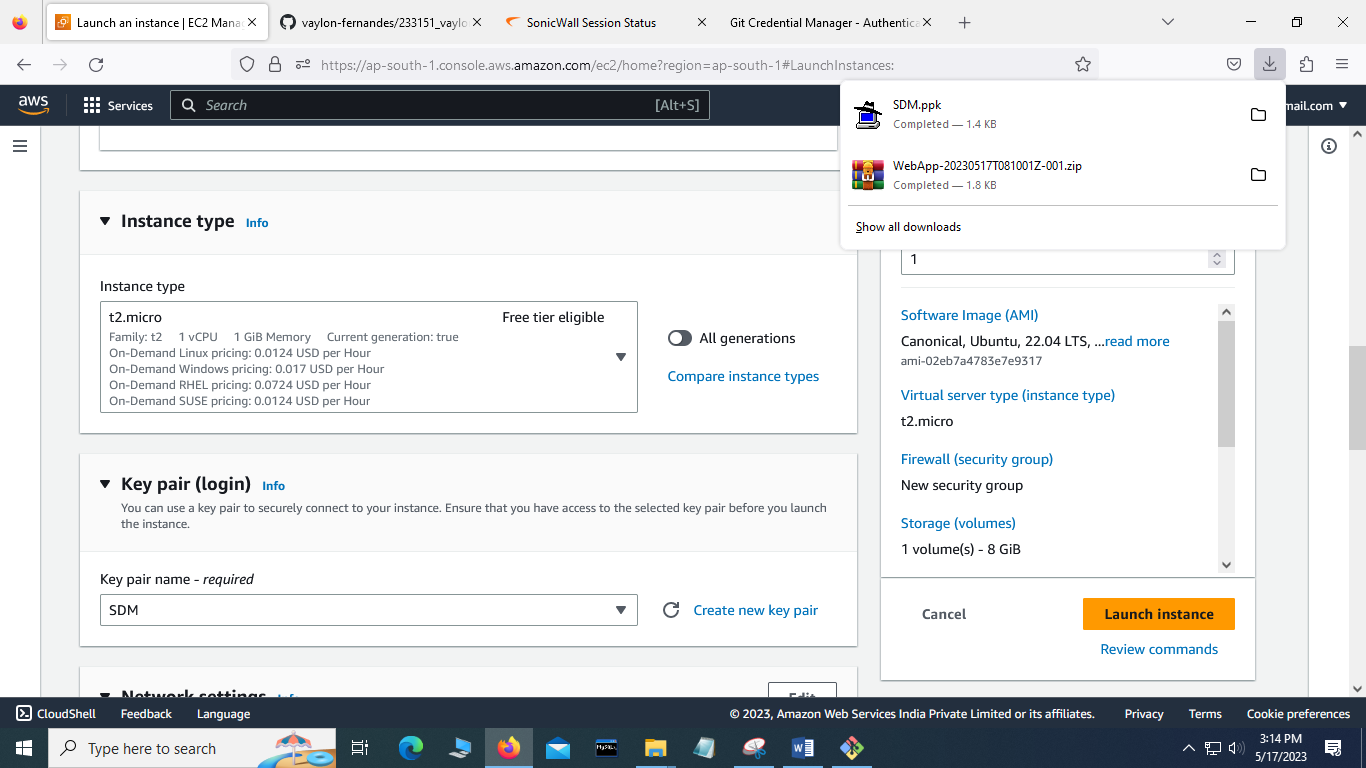 Launch an instance | EC2 Mana
vaylon-fernandes/233151_vaylo
SonicWall Session Status
Git Credential Manager - Authentica
https://ap-south-1.console.aws.amazon.com/ec2/home?region=ap-south-1#LaunchInstances:
aws
Services
Search
[Alt+S]
mail.com
SDM.ppk
Completed — 1.4 KB
WebApp-20230517T081001Z-001.zip
Completed — 1.8 KB
Show all downloads
Instance type Info
Instance type
t2.micro
Free tier eligible
Family: t2 1 vCPU 1 GiB Memory Current generation: true
On-Demand Linux pricing: 0.0124 USD per Hour
On-Demand Windows pricing: 0.017 USD per Hour
On-Demand RHEL pricing: 0.0724 USD per Hour
On-Demand SUSE pricing: 0.0124 USD per Hour
All generations
Compare instance types
Key pair (login) Info
You can use a key pair to securely connect to your instance. Ensure that you have access to the selected key pair before you launch
the instance.
Key pair name - required
SDM
Create new key pair
Network settings Info
Edit
1
Software Image (AMI)
Canonical, Ubuntu, 22.04 LTS, ...read more
ami-02eb7a4783e7e9317
Virtual server type (instance type)
t2.micro
Firewall (security group)
New security group
Storage (volumes)
1 volume(s) - 8 GiB
Cancel
Launch instance
Review commands
CloudShell
Feedback
Language
© 2023, Amazon Web Services India Private Limited or its affiliates.
Privacy
Terms
Cookie preferences
Type here to search
MySQL
3:14 PM
5/17/2023